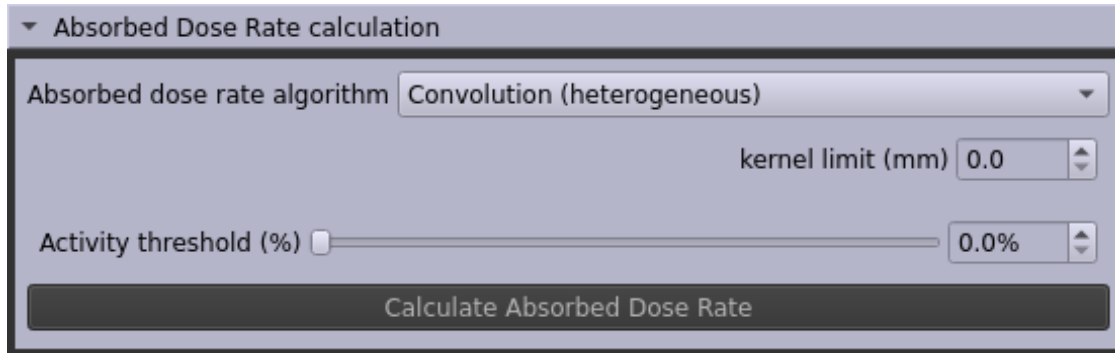 Absorbed Dose Rate calculation
Absorbed dose rate algorithm Convolution (heterogeneous)
kernel limit (mm) 0.0
Activity threshold (%) 0.0%
Calculate Absorbed Dose Rate